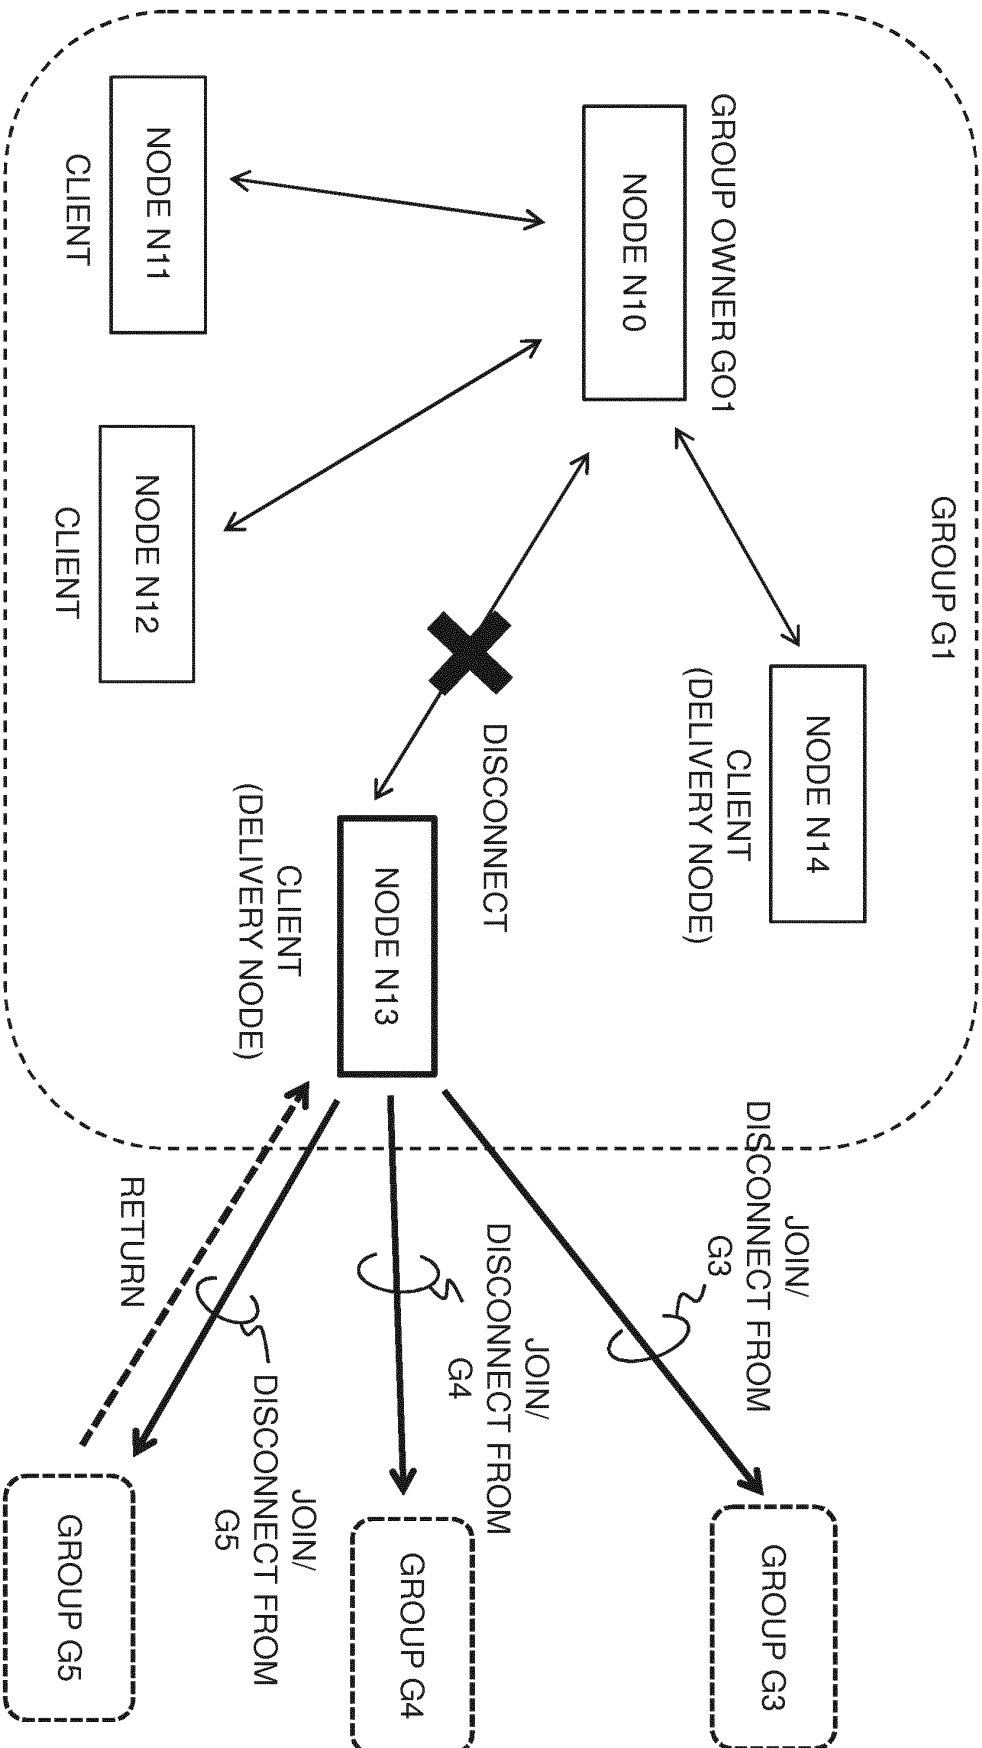 GROUP G1
GROUP OWNER GO1
NODE N10
NODE N11
CLIENT
NODE N12
CLIENT
NODE N14
CLIENT
(DELIVERY NODE)
DISCONNECT
NODE N13
CLIENT
(DELIVERY NODE)
JOIN/
DISCONNECT FROM
G3
GROUP G3
JOIN/
DISCONNECT FROM
G4
GROUP G4
JOIN/
DISCONNECT FROM
G5
GROUP G5
RETURN